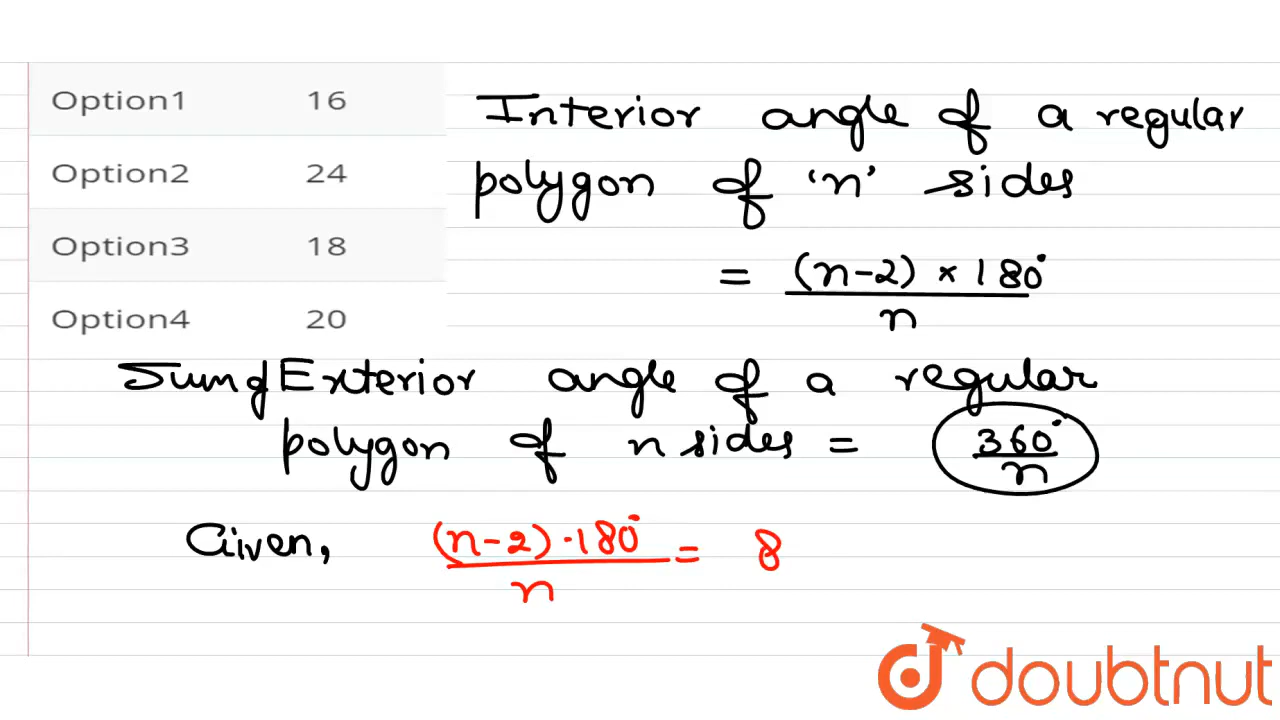 Option1 16
Option2 24
Option3 18
Option4 20
Interior angle of a regular
polygon of 'n' sides
= (n-2) × 180°
n
Sum of Exterior angle of a regular
polygon of n sides = 360°
n
Given, (n-2) · 180° = 8
n
doubtnut